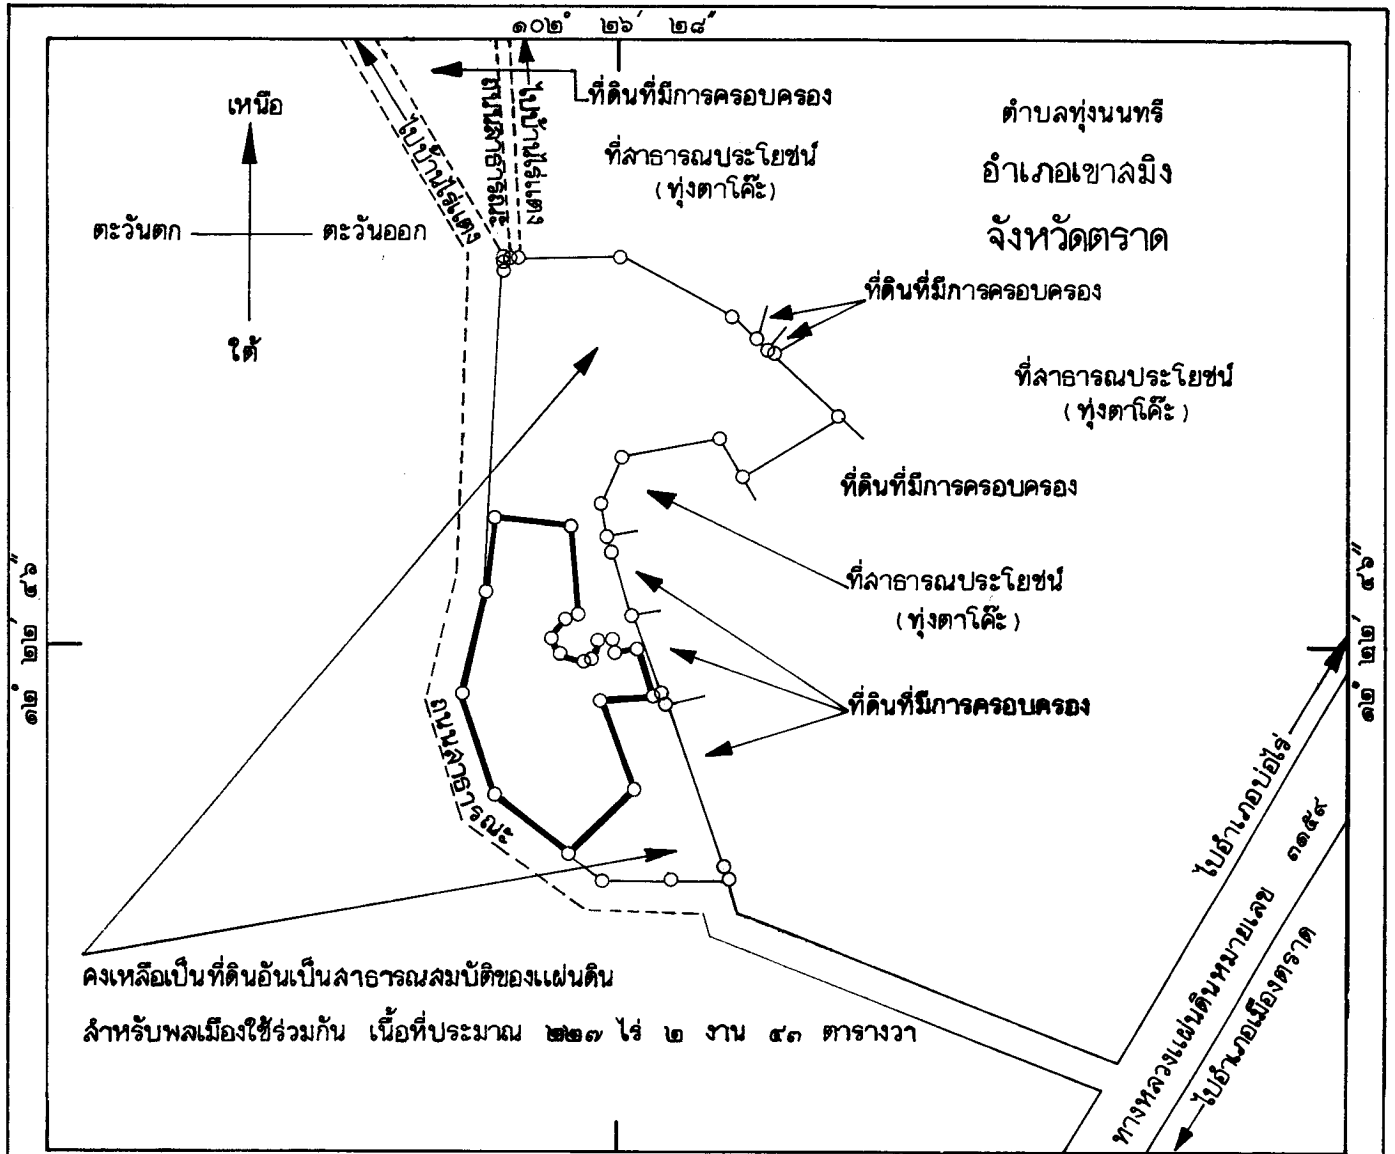 ๑๐๒° ๒๖′ ๒๘″
เหนือ
ตะวันตก
ตะวันออก
ใต้
ไปบ้านไร่แตง
ถนนสาธารณะ
ไปบ้านไร่แตง
ที่ดินที่มีการครอบครอง
ที่สาธารณประโยชน์
(ทุ่งตาโค๊ะ)
ตำบลทุ่งนนทรี
อำเภอเขาสมิง
จังหวัดตราด
ที่ดินที่มีการครอบครอง
ที่สาธารณประโยชน์
(ทุ่งตาโค๊ะ)
ที่ดินที่มีการครอบครอง
ที่สาธารณประโยชน์
(ทุ่งตาโค๊ะ)
ที่ดินที่มีการครอบครอง
๑๒° ๒๒′ ๔๖″
๑๒° ๒๒′ ๔๖″
ถนนสาธารณะ
ไปอำเภอบ่อไร่
ทางหลวงแผ่นดินหมายเลข ๓๑๕๙
ไปอำเภอเมืองตราด
คงเหลือเป็นที่ดินอันเป็นสาธารณสมบัติของแผ่นดิน
สำหรับพลเมืองใช้ร่วมกัน เนื้อที่ประมาณ ๒๒๗ ไร่ ๒ งาน ๔๓ ตารางวา